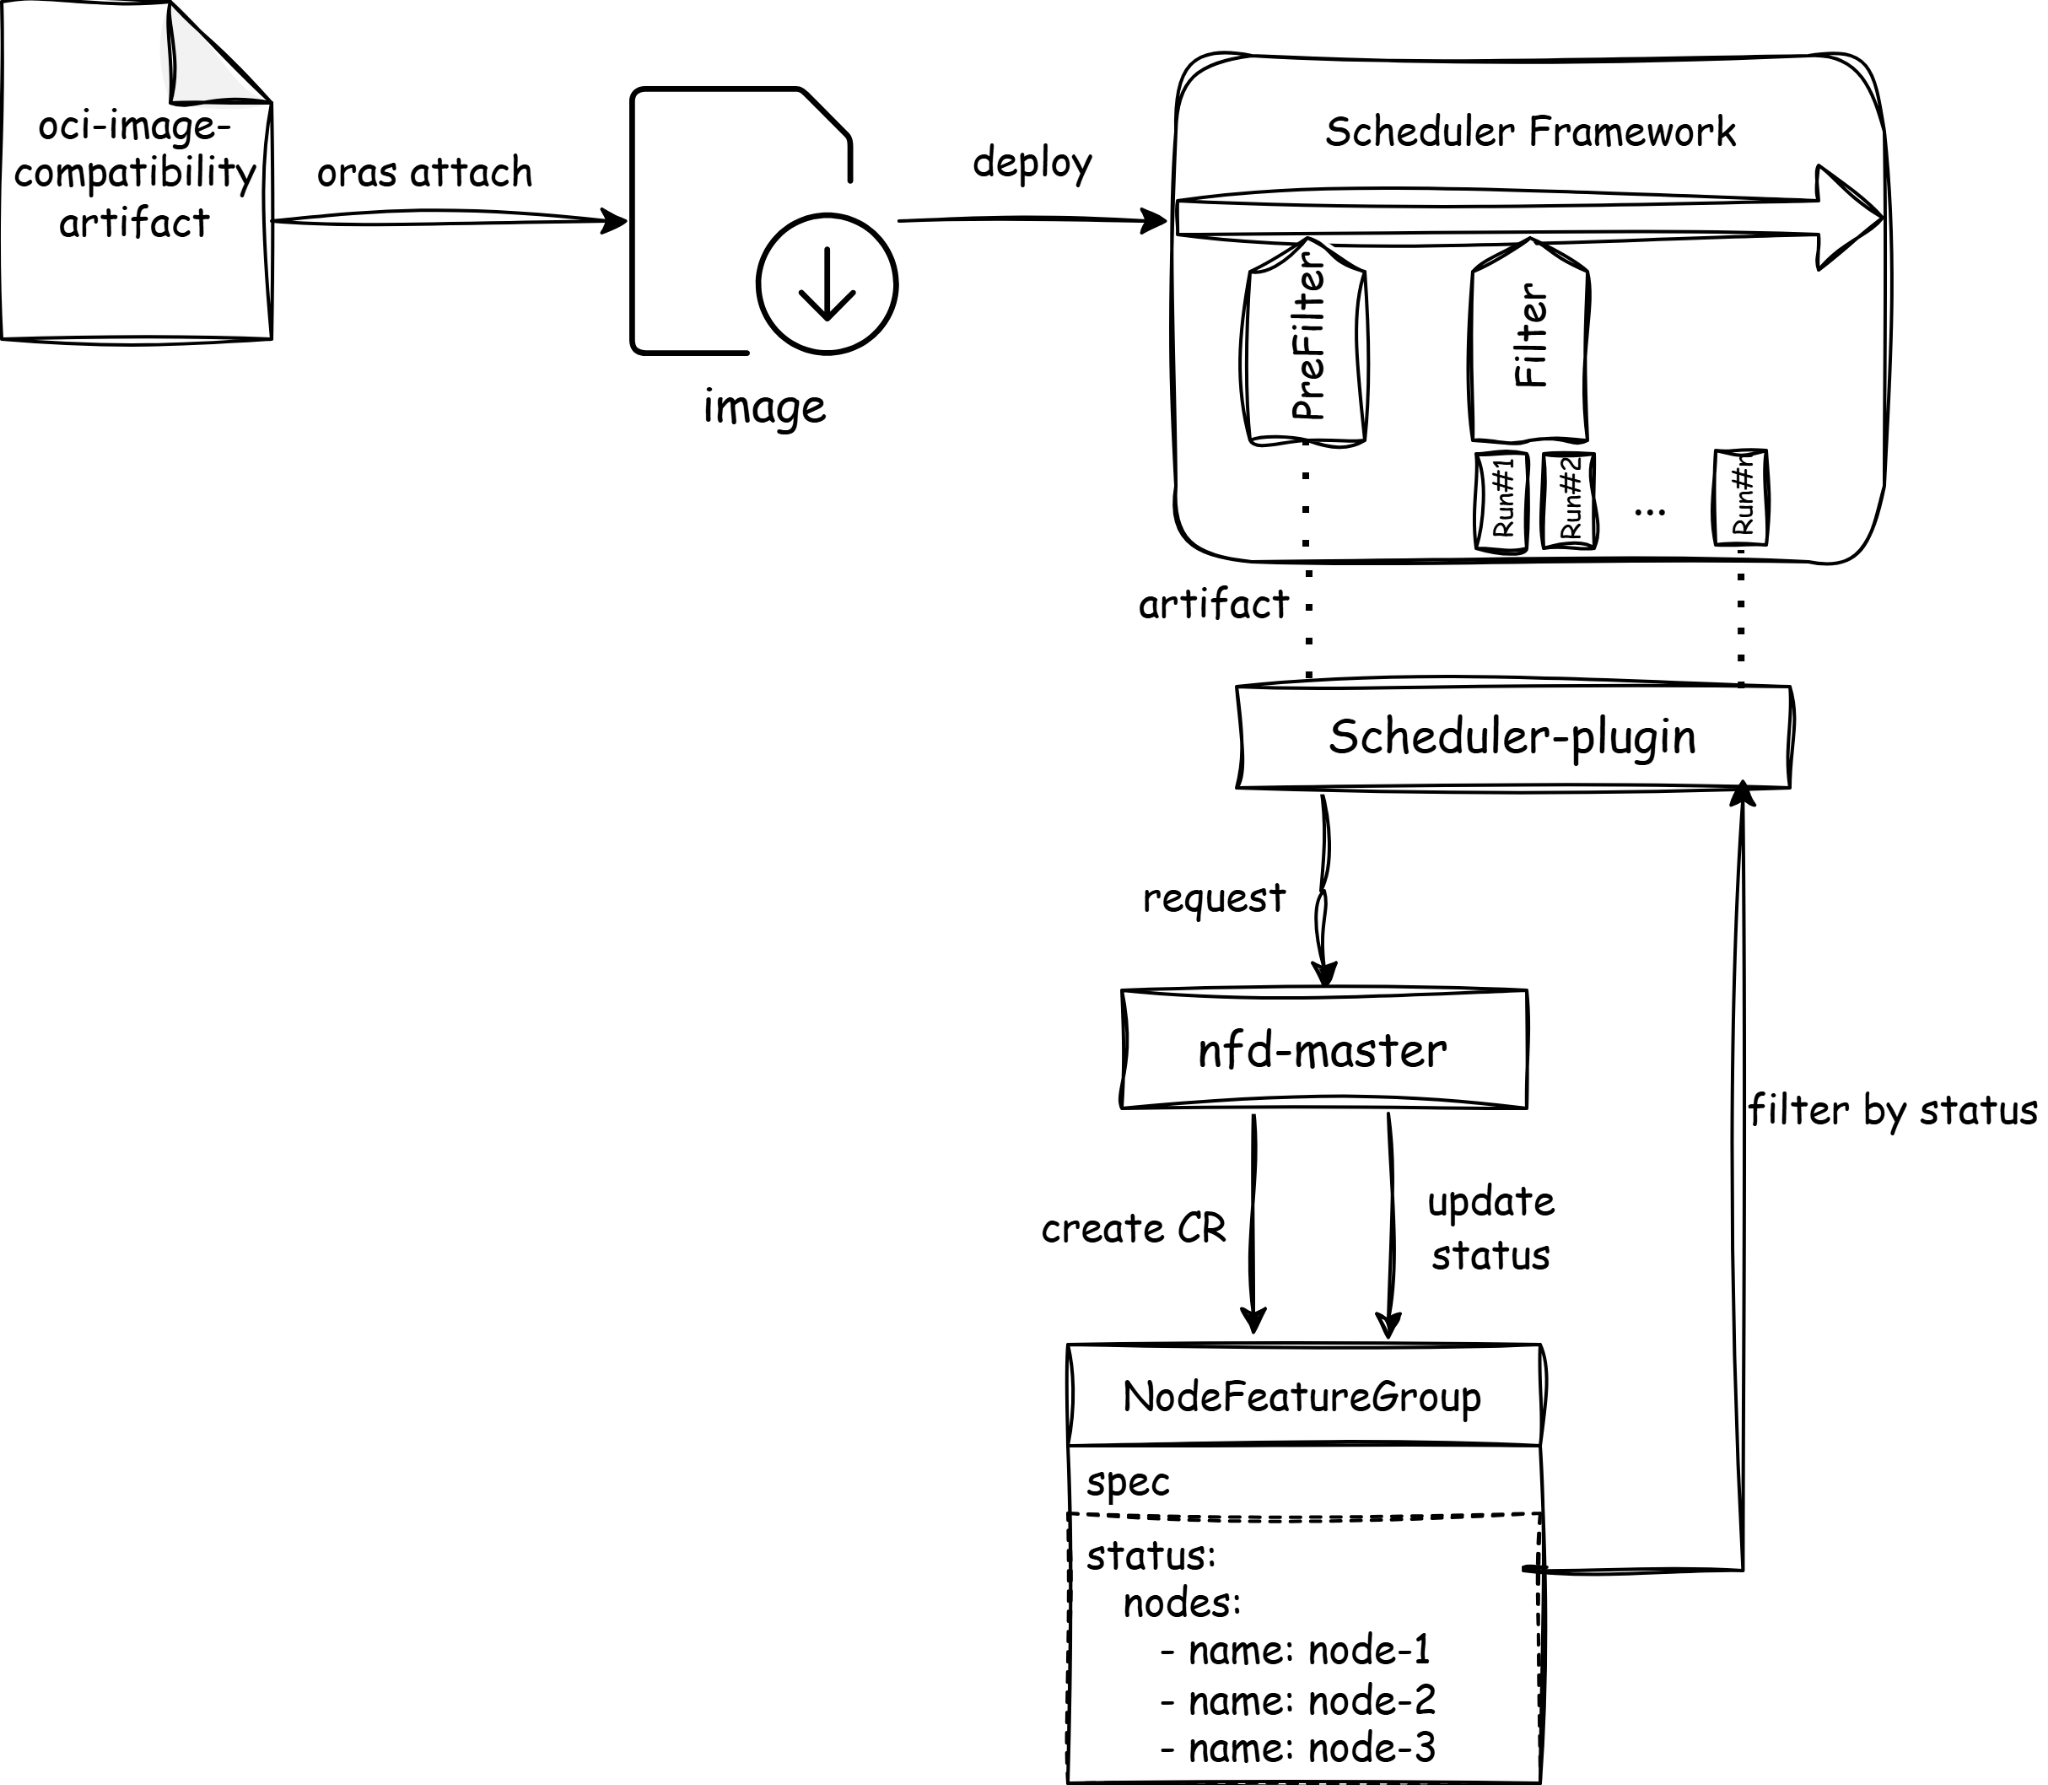 oci-image-
compatibility
artifact
oras attach
image
deploy
Scheduler Framework
PreFilter
Filter
Run#1
Run#2
...
Run#n
artifact
Scheduler-plugin
request
nfd-master
filter by status
create CR
update
status
NodeFeatureGroup
spec
status:
nodes:
- name: node-1
- name: node-2
- name: node-3